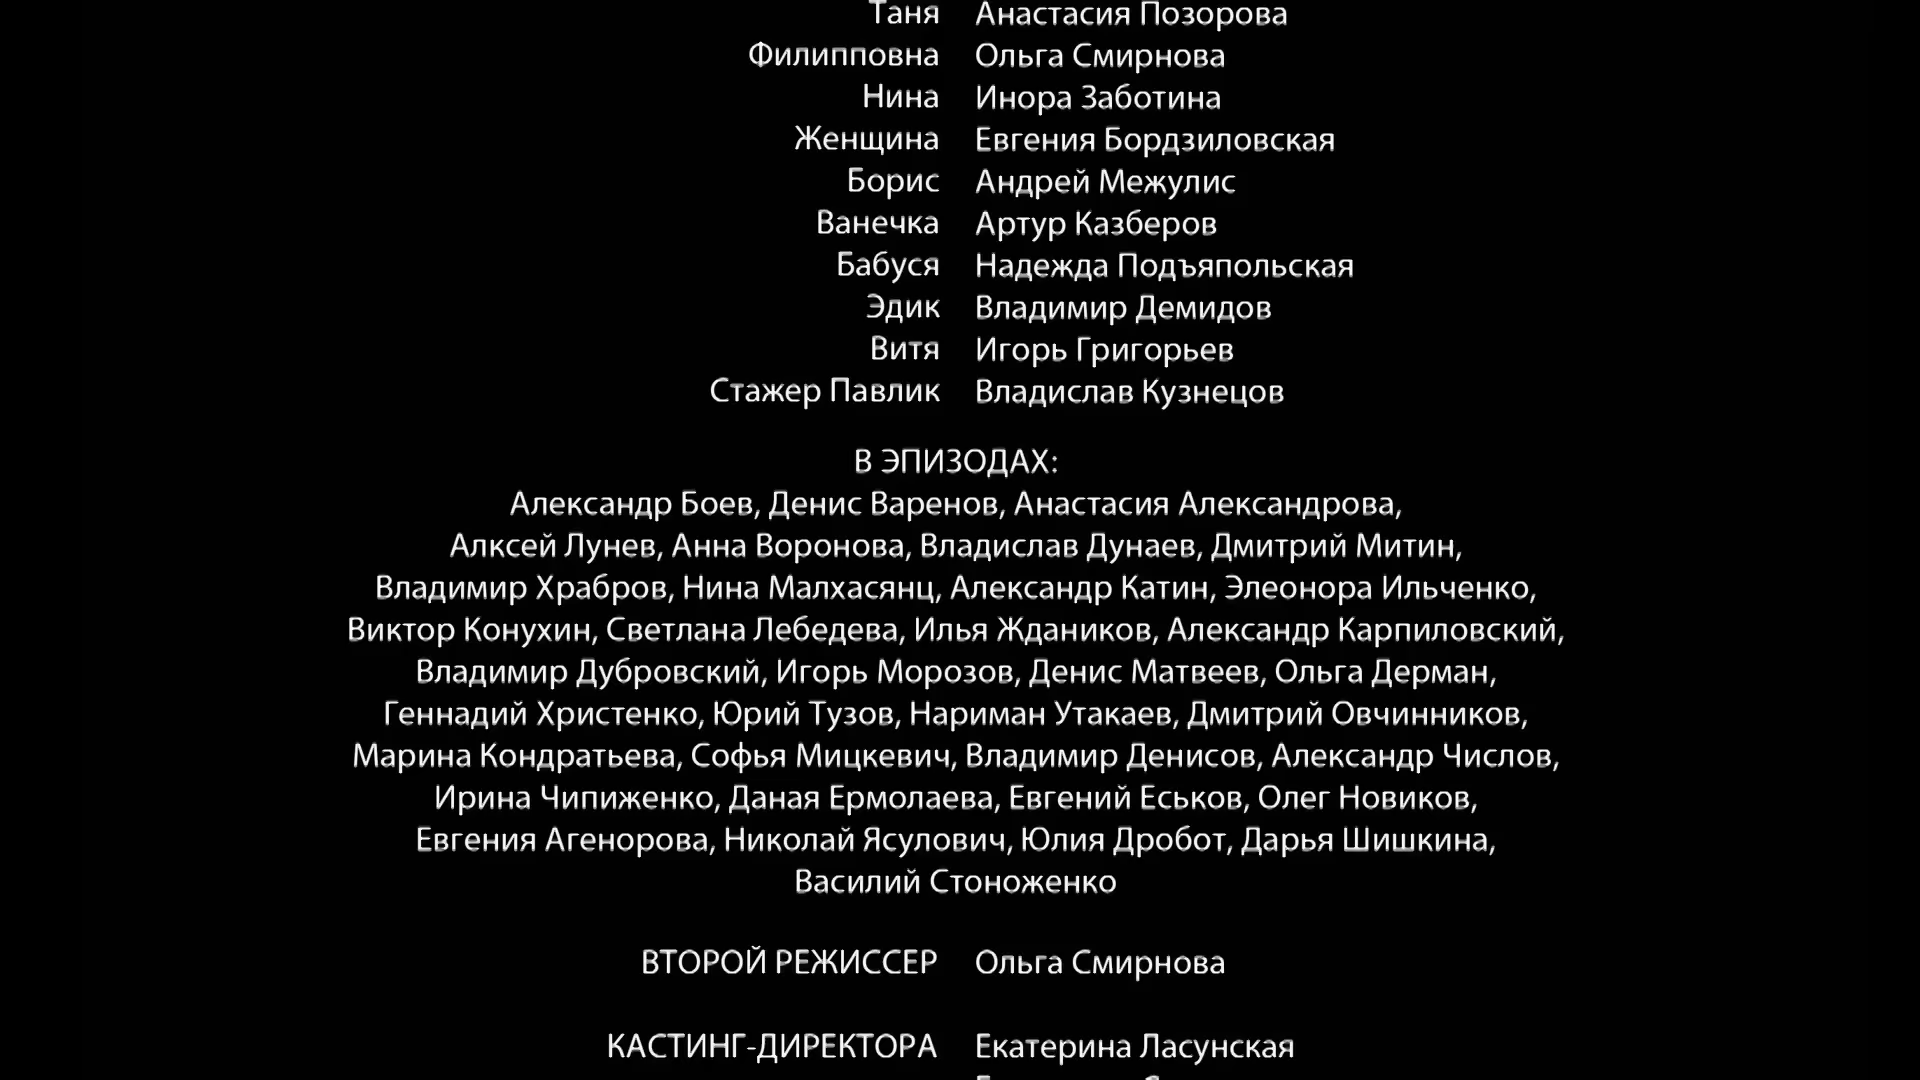 Таня Анастасия Позорова
Филипповна Ольга Смирнова
Нина Инора Заботина
Женщина Евгения Бордзиловская
Борис Андрей Межулис
Ванечка Артур Казберов
Бабуся Надежда Подъяпольская
Эдик Владимир Демидов
Витя Игорь Григорьев
Стажер Павлик Владислав Кузнецов
В ЭПИЗОДАХ:
Александр Боев, Денис Варенов, Анастасия Александрова,
Алксей Лунев, Анна Воронова, Владислав Дунаев, Дмитрий Митин,
Владимир Храбров, Нина Малхасянц, Александр Катин, Элеонора Ильченко,
Виктор Конухин, Светлана Лебедева, Илья Ждаников, Александр Карпиловский,
Владимир Дубровский, Игорь Морозов, Денис Матвеев, Ольга Дерман,
Геннадий Христенко, Юрий Тузов, Нариман Утакаев, Дмитрий Овчинников,
Марина Кондратьева, Софья Мицкевич, Владимир Денисов, Александр Числов,
Ирина Чипиженко, Даная Ермолаева, Евгений Еськов, Олег Новиков,
Евгения Агенорова, Николай Ясулович, Юлия Дробот, Дарья Шишкина,
Василий Стоноженко
ВТОРОЙ РЕЖИССЕР Ольга Смирнова
КАСТИНГ-ДИРЕКТОРА Екатерина Ласунская